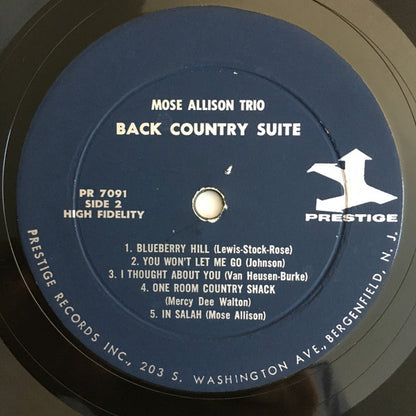 MOSE ALLISON TRIO
BACK COUNTRY SUITE
PR 7091
SIDE 2
HIGH FIDELITY
PRESTIGE
1. BLUEBERRY HILL (Lewis-Stock-Rose)
2. YOU WON'T LET ME GO (Johnson)
3. I THOUGHT ABOUT YOU (Van Heusen-Burke)
4. ONE ROOM COUNTRY SHACK
(Mercy Dee Walton)
5. IN SALAH (Mose Allison)
PRESTIGE RECORDS INC., 203 S. WASHINGTON AVE., BERGENFIELD, N. J.